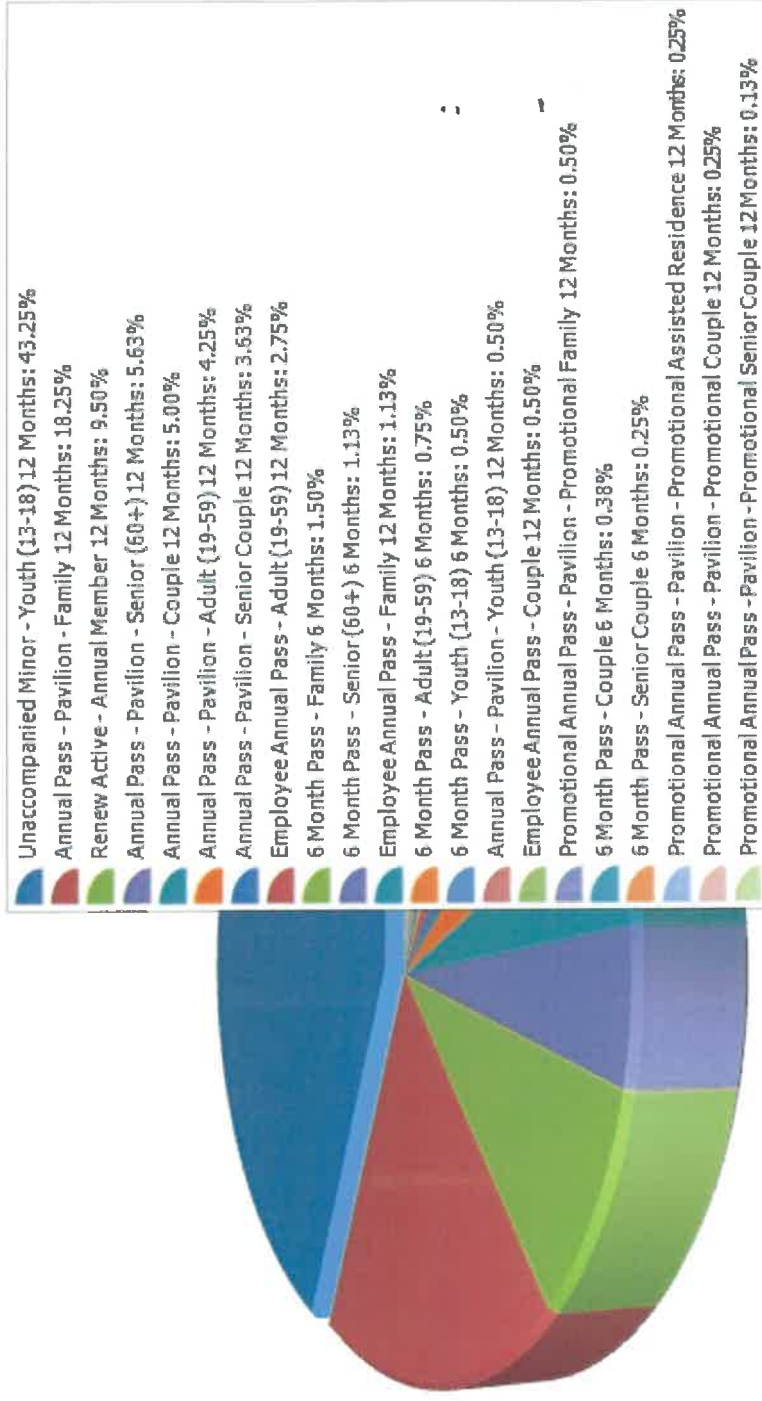 Unaccompanied Minor - Youth (13-18) 12 Months: 43.25%
Annual Pass - Pavilion - Family 12 Months: 18.25%
Renew Active - Annual Member 12 Months: 9.50%
Annual Pass - Pavilion - Senior (60+) 12 Months: 5.63%
Annual Pass - Pavilion - Couple 12 Months: 5.00%
Annual Pass - Pavilion - Adult (19-59) 12 Months: 4.25%
Annual Pass - Pavilion - Senior Couple 12 Months: 3.63%
Employee Annual Pass - Adult (19-59) 12 Months: 2.75%
6 Month Pass - Family 6 Months: 1.50%
6 Month Pass - Senior (60+) 6 Months: 1.13%
Employee Annual Pass - Family 12 Months: 1.13%
6 Month Pass - Adult (19-59) 6 Months: 0.75%
6 Month Pass - Youth (13-18) 6 Months: 0.50%
Annual Pass - Pavilion - Youth (13-18) 12 Months: 0.50%
Employee Annual Pass - Couple 12 Months: 0.50%
Promotional Annual Pass - Pavilion - Promotional Family 12 Months: 0.50%
6 Month Pass - Couple 6 Months: 0.38%
6 Month Pass - Senior Couple 6 Months: 0.25%
Promotional Annual Pass - Pavilion - Promotional Assisted Residence 12 Months: 0.25%
Promotional Annual Pass - Pavilion - Promotional Couple 12 Months: 0.25%
Promotional Annual Pass - Pavilion - Promotional Senior Couple 12 Months: 0.13%